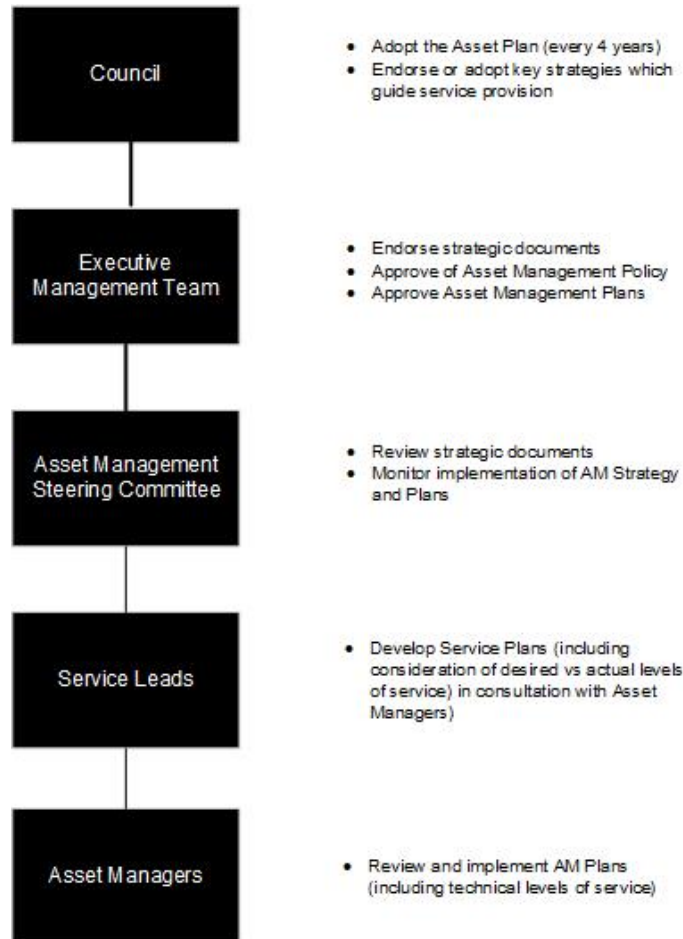 Council
• Adopt the Asset Plan (every 4 years)
• Endorse or adopt key strategies which
guide service provision
Executive
Management Team
• Endorse strategic documents
• Approve of Asset Management Policy
• Approve Asset Management Plans
Asset Management
Steering Committee
• Review strategic documents
• Monitor implementation of AM Strategy
and Plans
Service Leads
• Develop Service Plans (including
consideration of desired vs actual levels
of service) in consultation with Asset
Managers)
Asset Managers
• Review and implement AM Plans
(including technical levels of service)